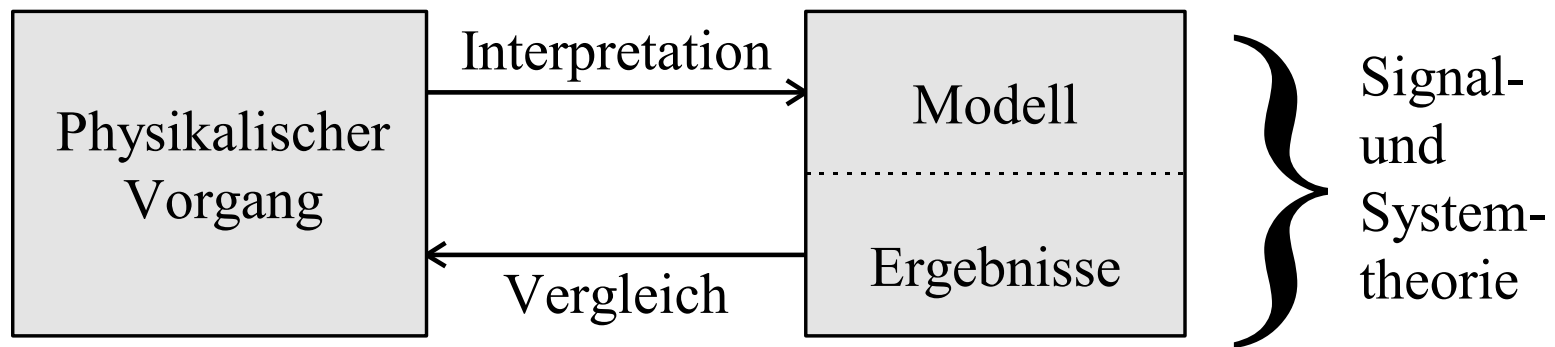 Physikalischer
Vorgang
Interpretation
Vergleich
Modell
Ergebnisse
Signal-
und
System-
theorie